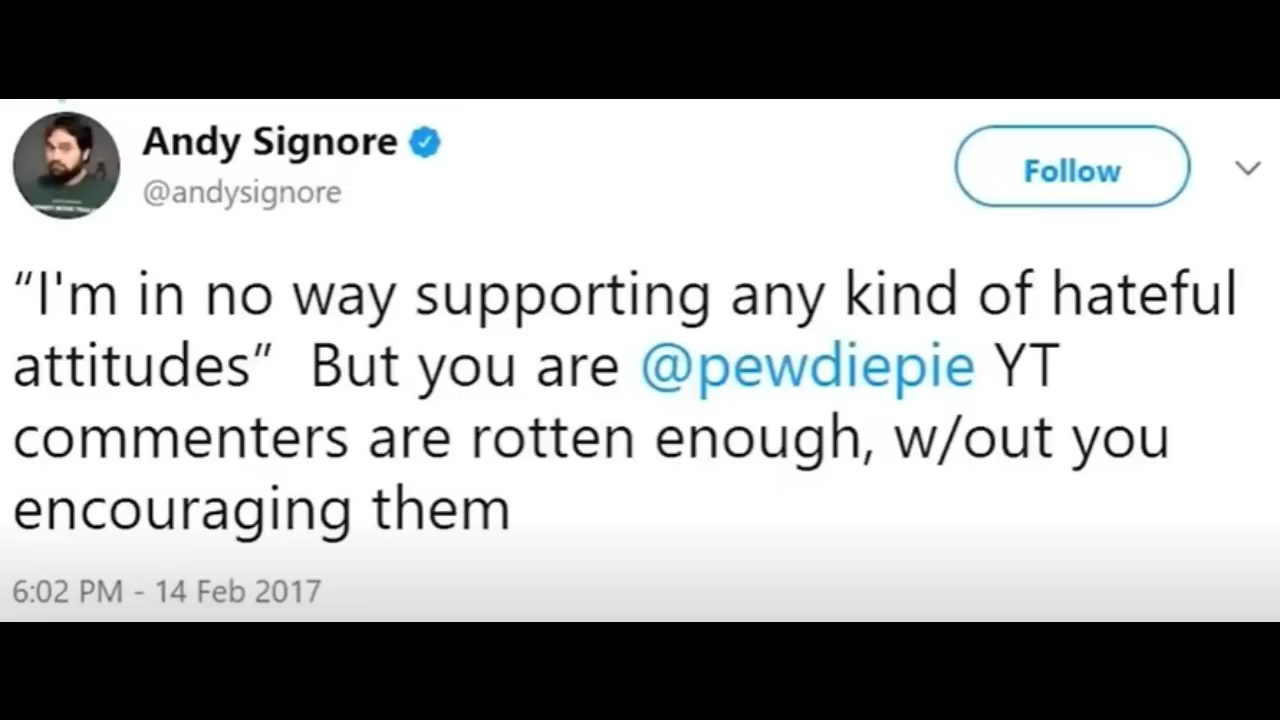 Andy Signore
@andysignore
Follow
“I'm in no way supporting any kind of hateful
attitudes”  But you are @pewdiepie YT
commenters are rotten enough, w/out you
encouraging them
6:02 PM - 14 Feb 2017